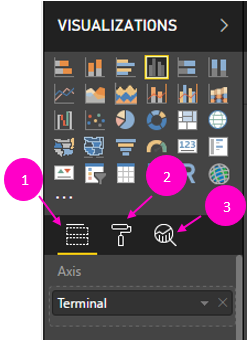 VISUALIZATIONS
123
R
1
2
3
...
Axis
Terminal